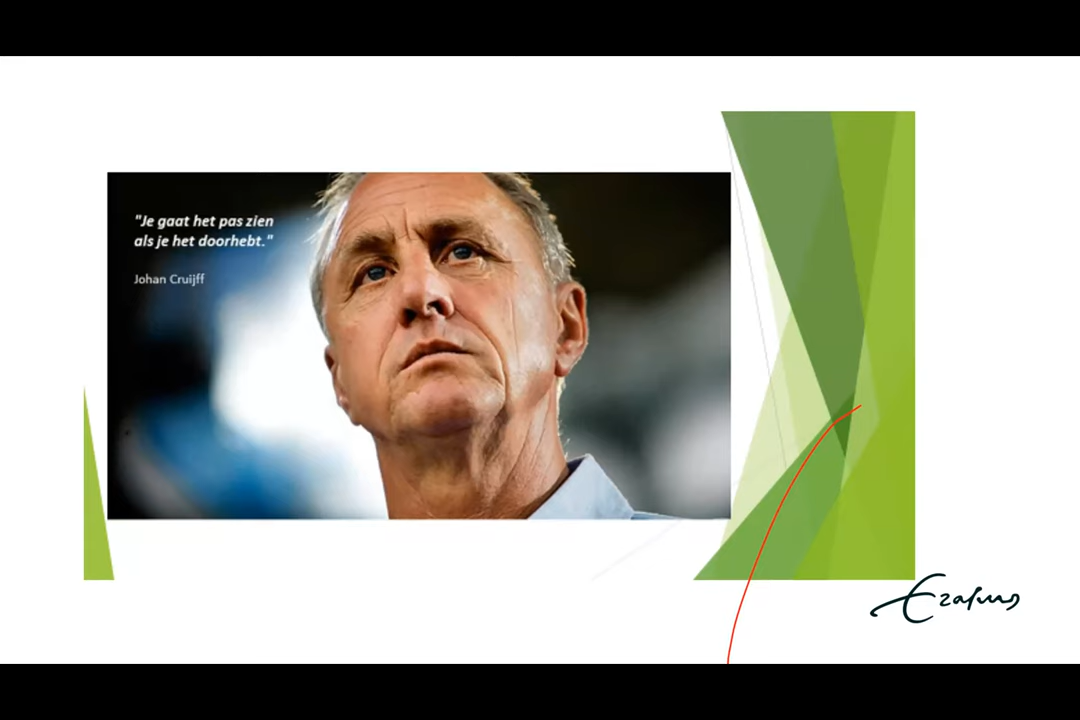 "Je gaat het pas zien
als je het doorhebt."
Johan Cruijff
Erasmus